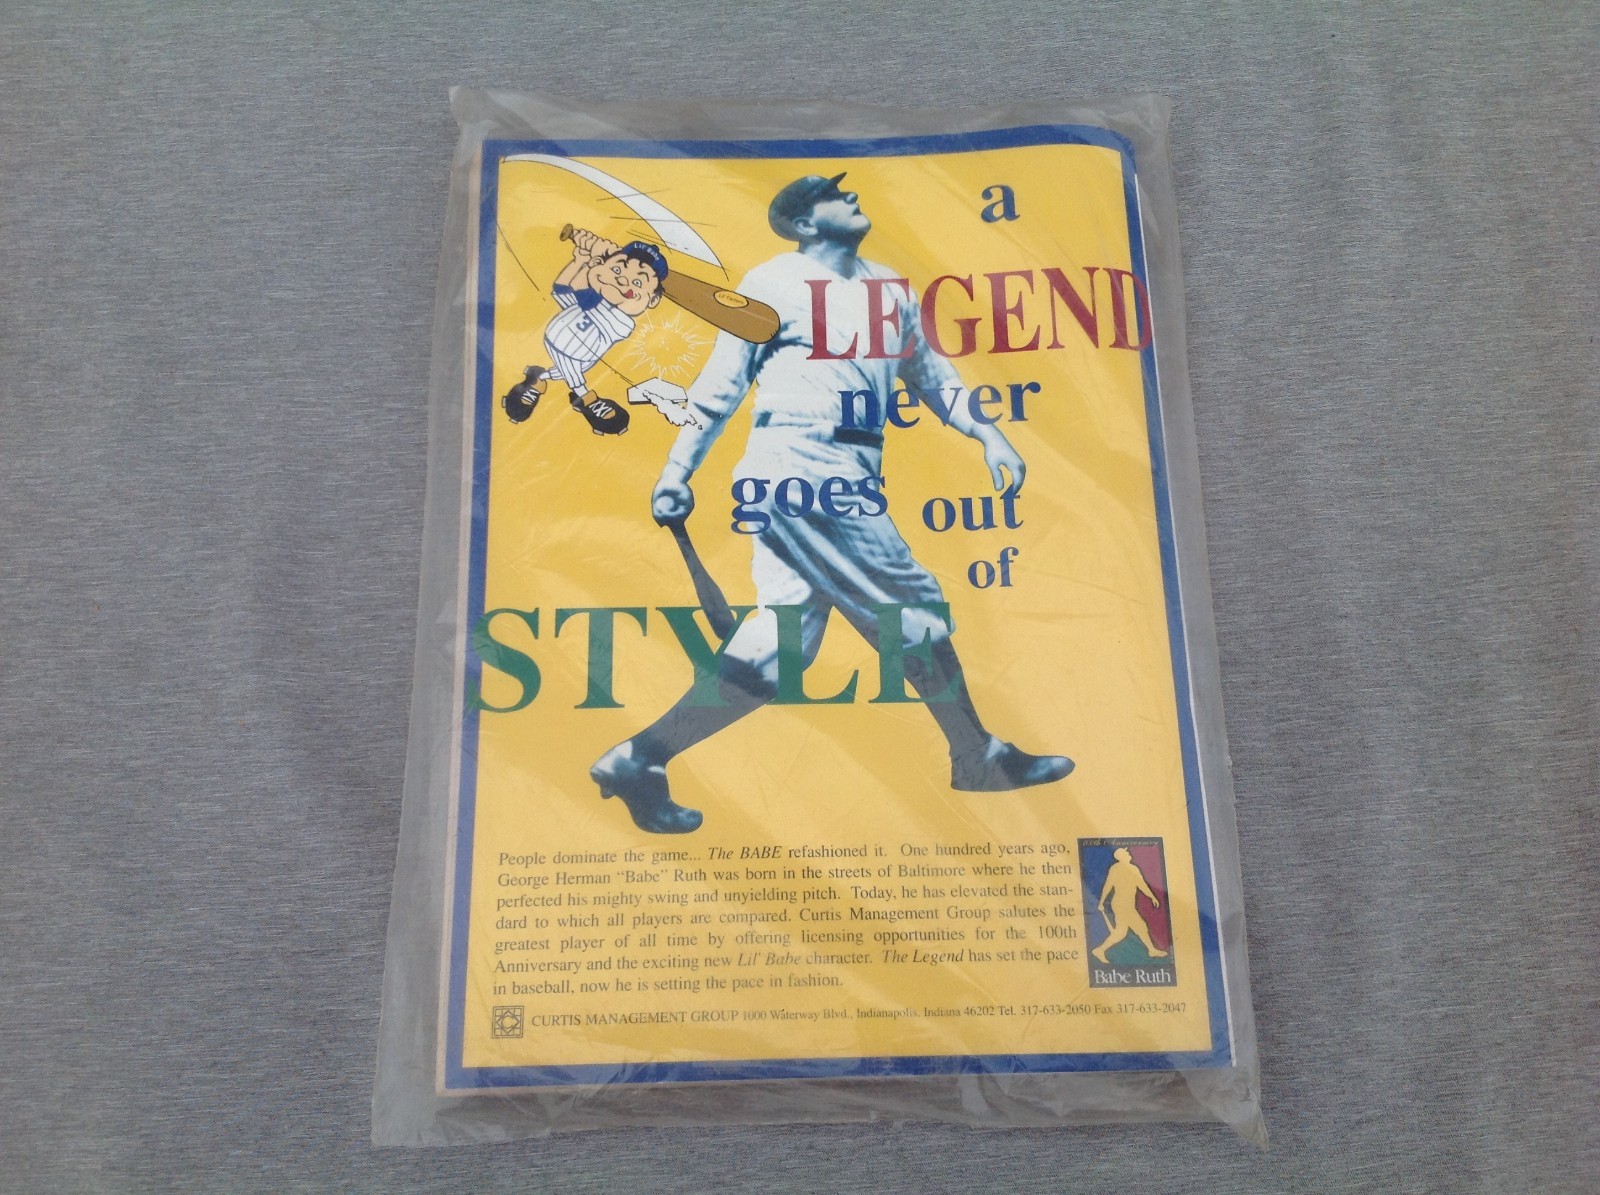 a
LEGEND
never
goes out
of
STYLE
Lil' Babe
3
People dominate the game... The BABE refashioned it. One hundred years ago,
George Herman “Babe” Ruth was born in the streets of Baltimore where he then
perfected his mighty swing and unyielding pitch. Today, he has elevated the stan-
dard to which all players are compared. Curtis Management Group salutes the
greatest player of all time by offering licensing opportunities for the 100th
Anniversary and the exciting new Lil' Babe character. The Legend has set the pace
in baseball, now he is setting the pace in fashion.
100th Anniversary
Babe Ruth
CURTIS MANAGEMENT GROUP 1000 Waterway Blvd., Indianapolis, Indiana 46202 Tel. 317-633-2050 Fax 317-633-2047